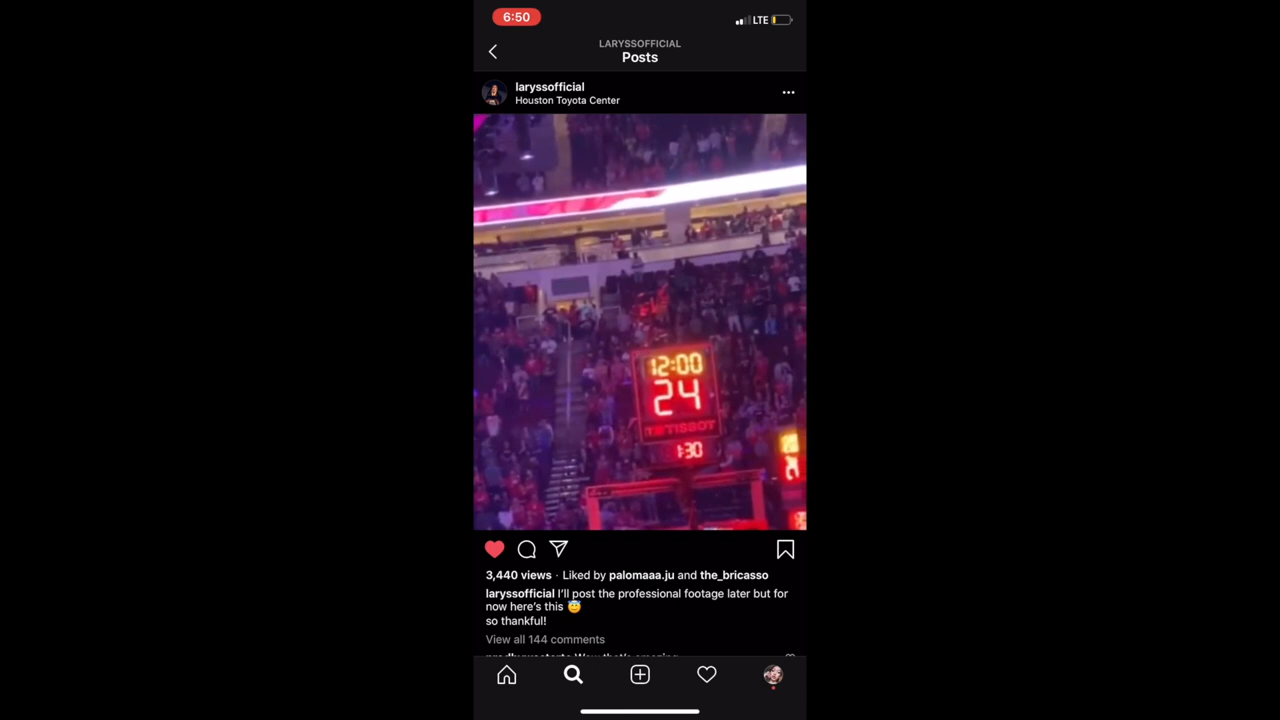 6:50
LTE
LARYSSOFFICIAL
Posts
laryssofficial
Houston Toyota Center
12:00
24
TISSOT
1:30
3,440 views · Liked by palomaaa.ju and the_bricasso
laryssofficial I'll post the professional footage later but for
now here's this 😇
so thankful!
View all 144 comments